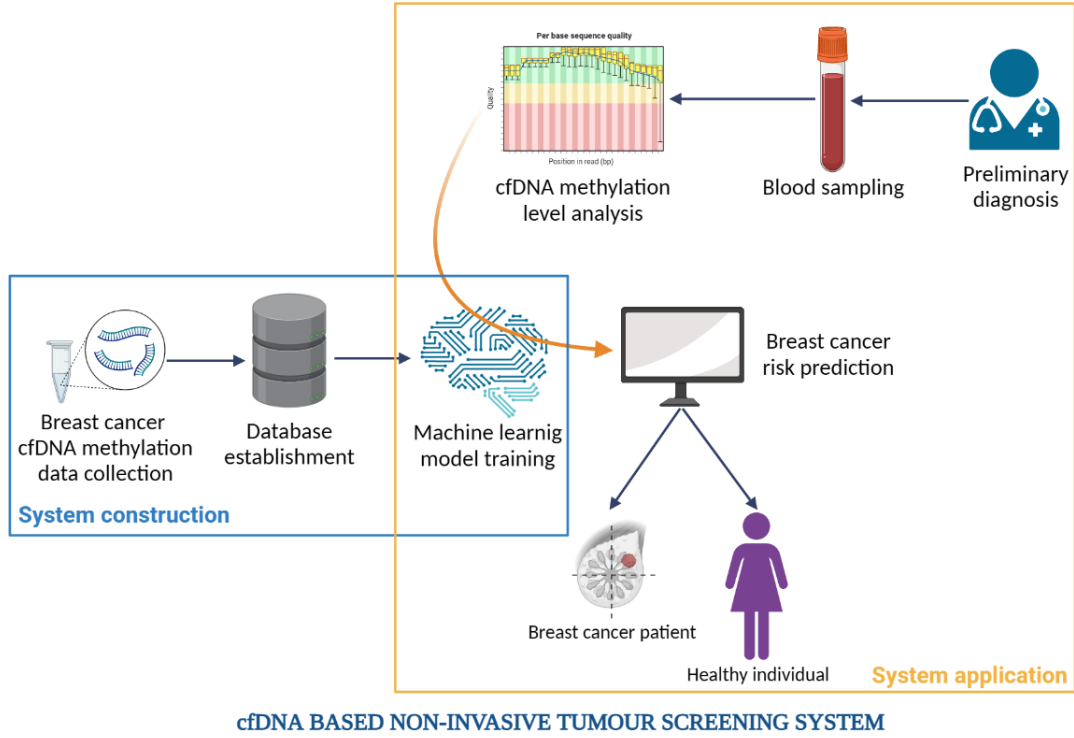 Per base sequence quality
Quality
Position in read (bp)
cfDNA methylation
level analysis
Blood sampling
Preliminary
diagnosis
Breast cancer
cfDNA methylation
data collection
Database
establishment
Machine learnig
model training
Breast cancer
risk prediction
System construction
Breast cancer patient
Healthy individual
System application
cfDNA BASED NON-INVASIVE TUMOUR SCREENING SYSTEM